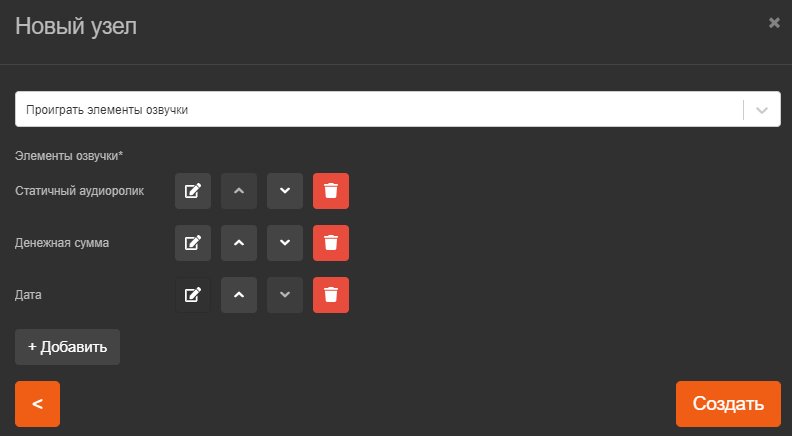 Новый узел
Проиграть элементы озвучки
Элементы озвучки*
Статичный аудиоролик
Денежная сумма
Дата
+ Добавить
<
Создать